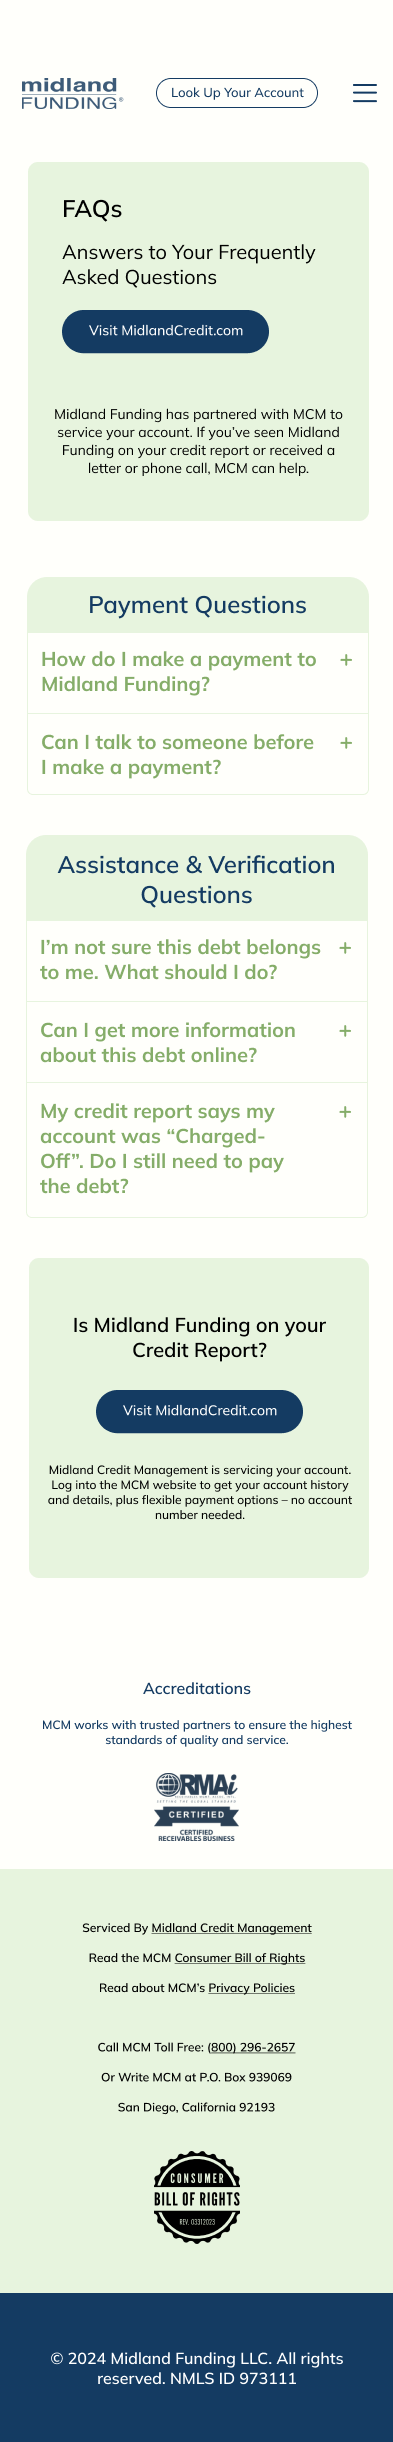 midland
FUNDING®
Look Up Your Account
FAQs
Answers to Your Frequently
Asked Questions
Visit MidlandCredit.com
Midland Funding has partnered with MCM to
service your account. If you’ve seen Midland
Funding on your credit report or received a
letter or phone call, MCM can help.
Payment Questions
How do I make a payment to +
Midland Funding?
Can I talk to someone before +
I make a payment?
Assistance & Verification
Questions
I’m not sure this debt belongs +
to me. What should I do?
Can I get more information +
about this debt online?
My credit report says my +
account was “Charged-
Off”. Do I still need to pay
the debt?
Is Midland Funding on your
Credit Report?
Visit MidlandCredit.com
Midland Credit Management is servicing your account.
Log into the MCM website to get your account history
and details, plus flexible payment options – no account
number needed.
Accreditations
MCM works with trusted partners to ensure the highest
standards of quality and service.
RMAi
SETTING THE GLOBAL STANDARD
CERTIFIED
CERTIFIED
RECEIVABLES BUSINESS
Serviced By Midland Credit Management
Read the MCM Consumer Bill of Rights
Read about MCM’s Privacy Policies
Call MCM Toll Free: (800) 296-2657
Or Write MCM at P.O. Box 939069
San Diego, California 92193
CONSUMER
BILL OF RIGHTS
REV. 03312023
© 2024 Midland Funding LLC. All rights
reserved. NMLS ID 973111